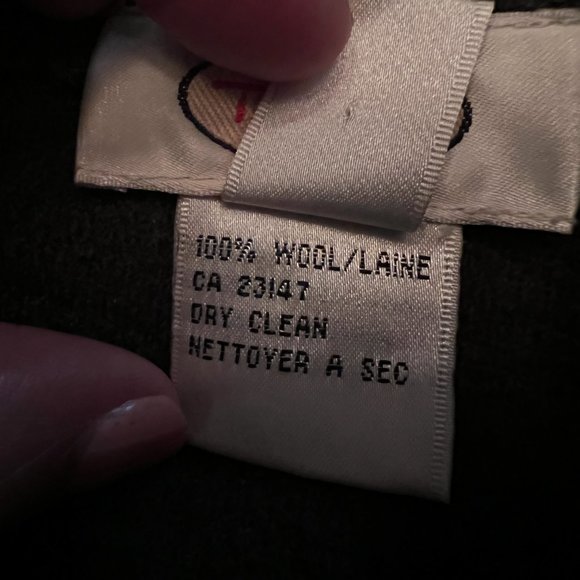 100% WOOL/LAINE
CA 23147
DRY CLEAN
NETTOYER A SEC